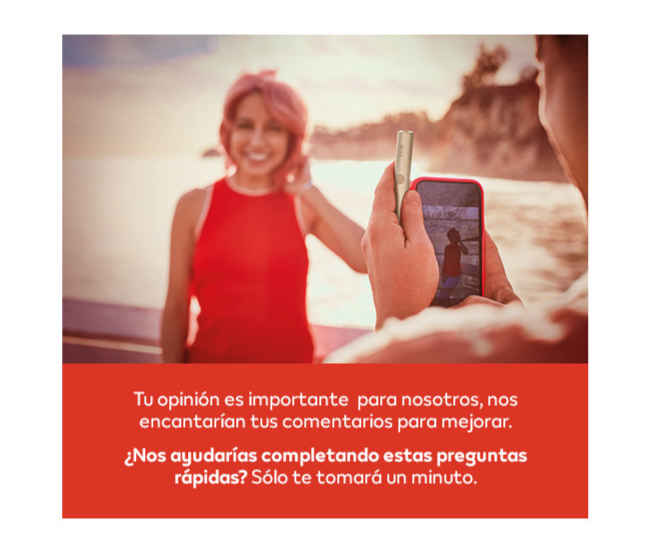 Tu opinión es importante  para nosotros, nos
encantarían tus comentarios para mejorar.
¿Nos ayudarías completando estas preguntas
rápidas? Sólo te tomará un minuto.